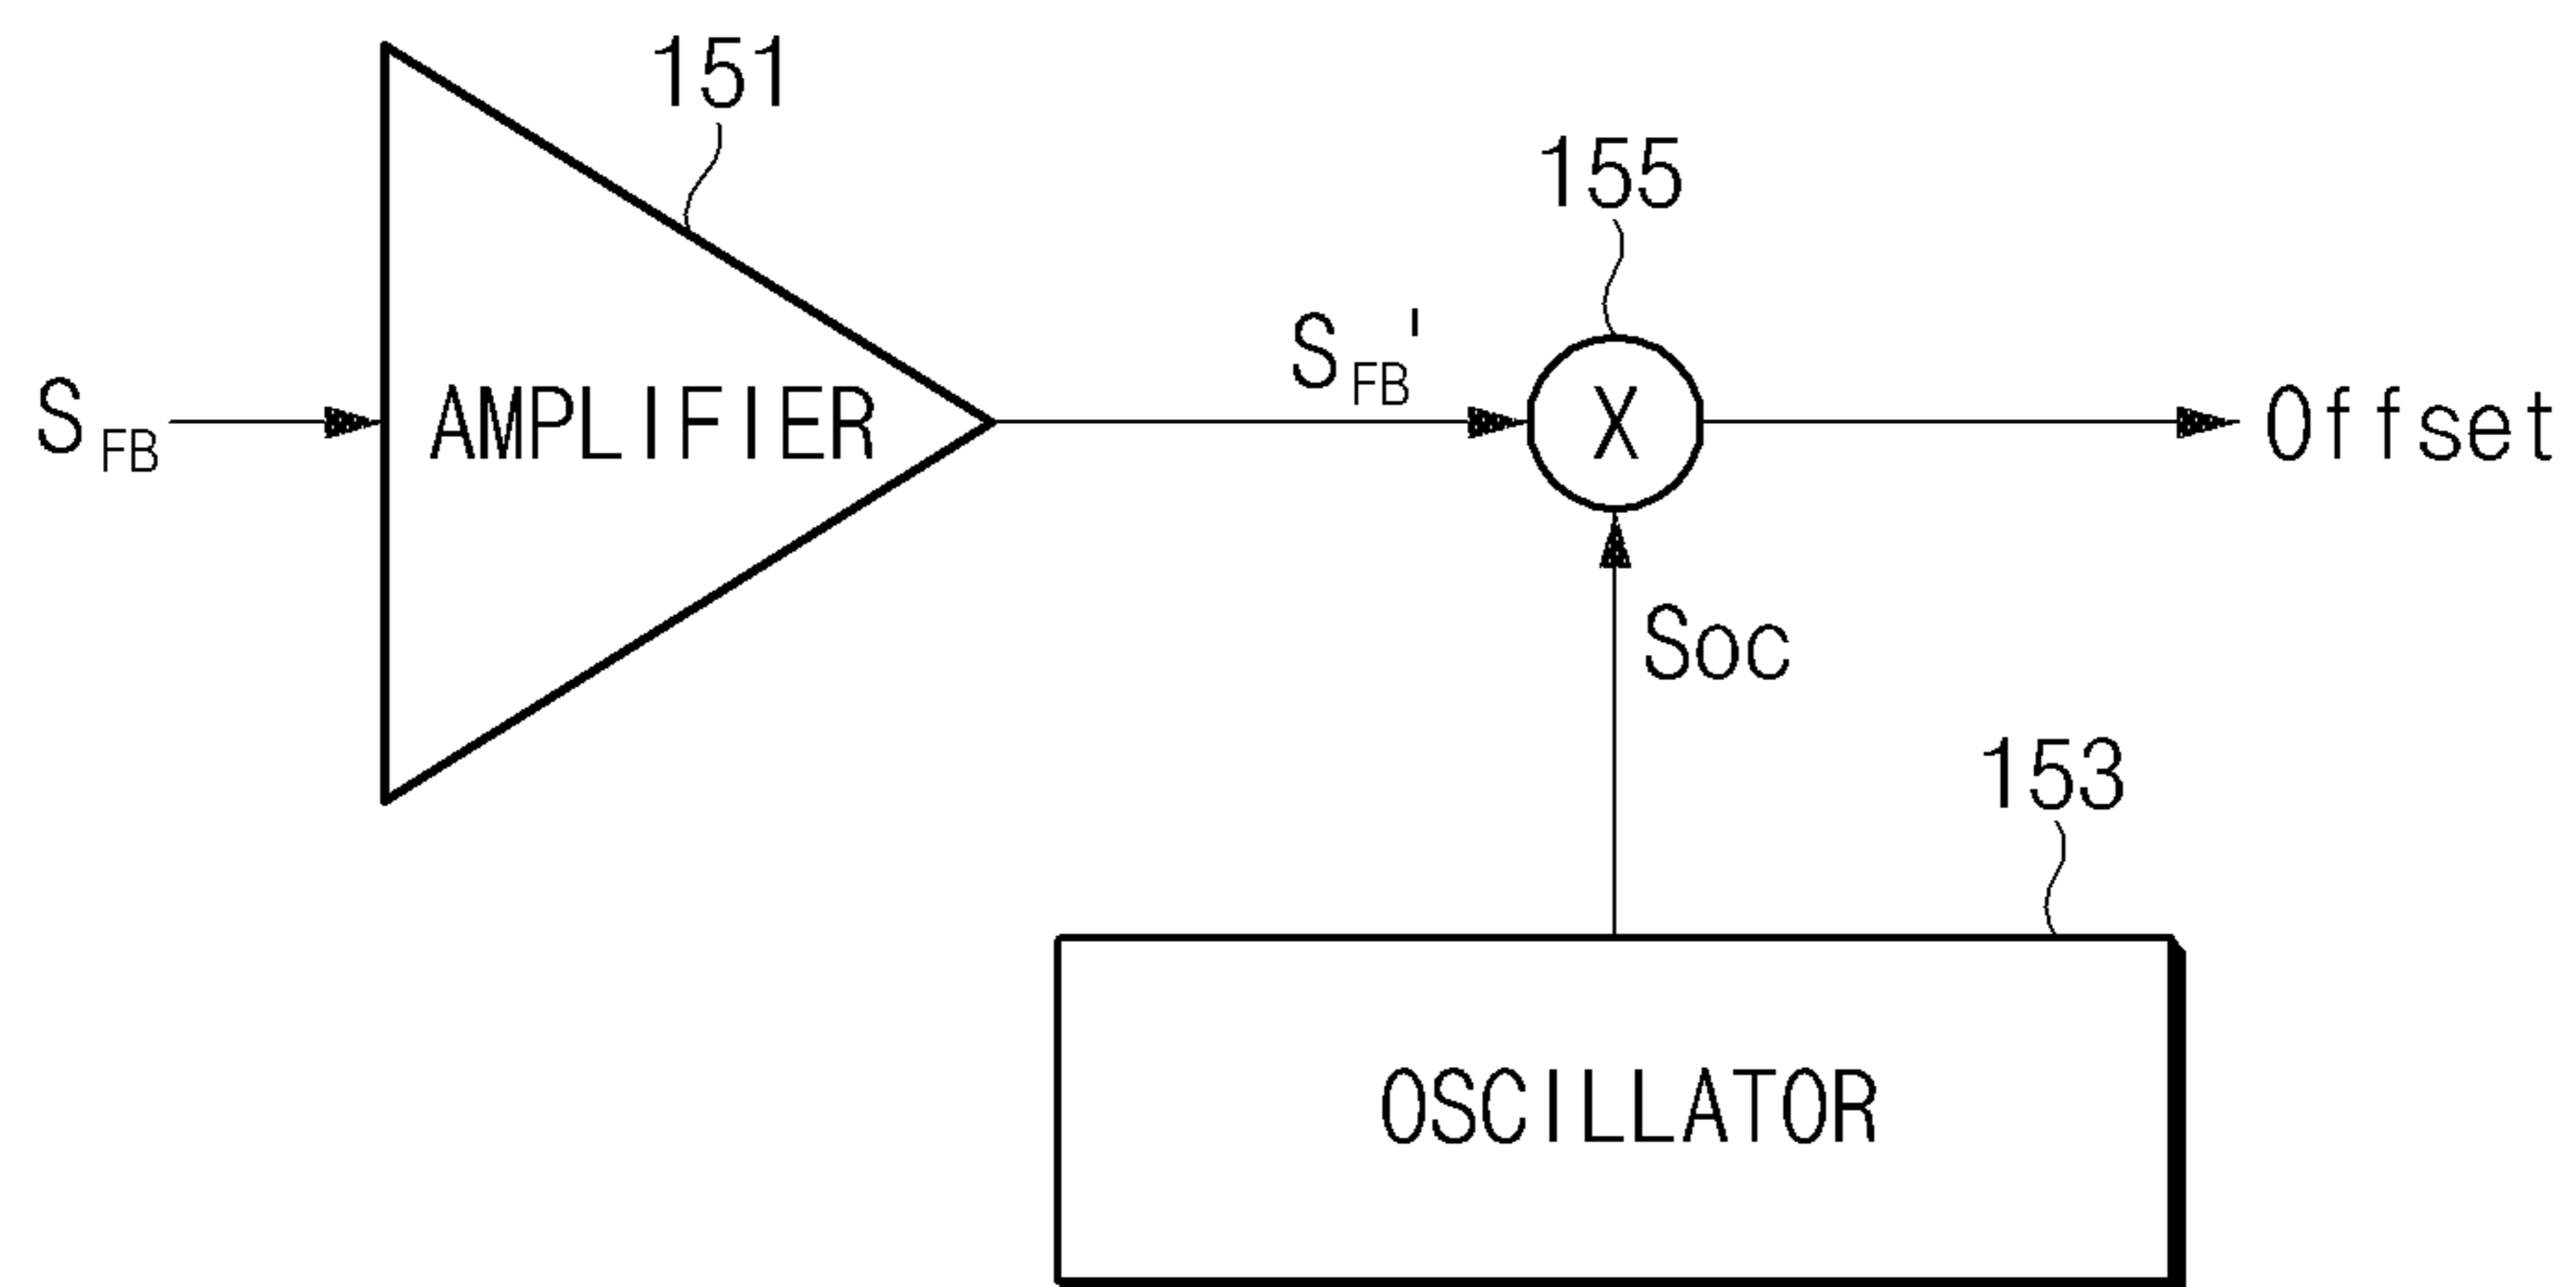 151
155
S_FB
AMPLIFIER
S_FB'
X
Offset
Soc
153
OSCILLATOR